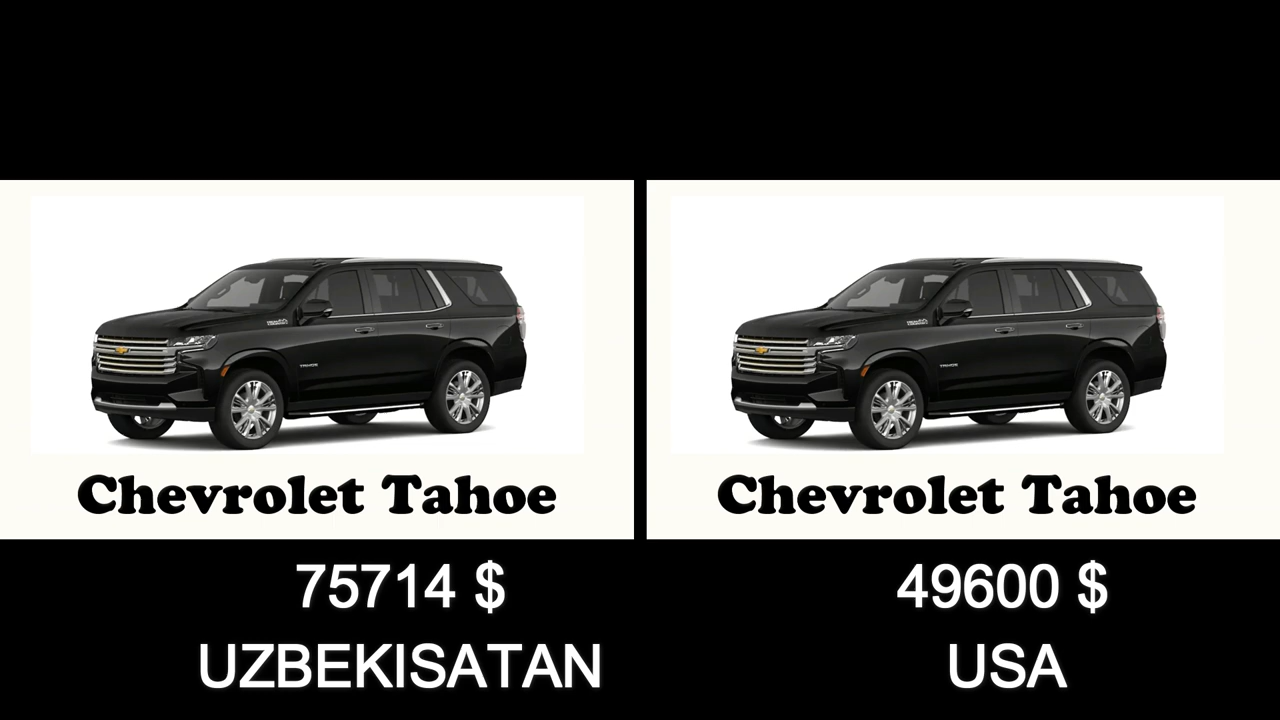 Chevrolet Tahoe
Chevrolet Tahoe
75714 $
49600 $
UZBEKISATAN
USA